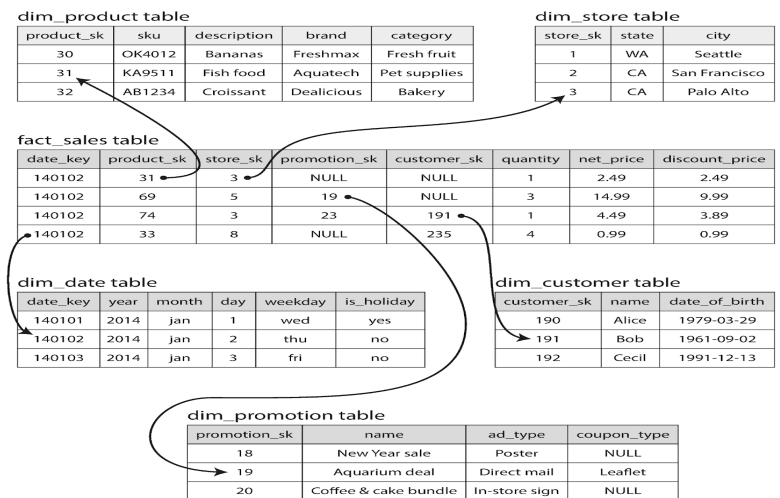 dim_product table
product_sk sku description brand category
30 OK4012 Bananas Freshmax Fresh fruit
31 KA9511 Fish food Aquatech Pet supplies
32 AB1234 Croissant Dealicious Bakery
dim_store table
store_sk state city
1 WA Seattle
2 CA San Francisco
3 CA Palo Alto
fact_sales table
date_key product_sk store_sk promotion_sk customer_sk quantity net_price discount_price
140102 31 3 NULL NULL 1 2.49 2.49
140102 69 5 19 NULL 3 14.99 9.99
140102 74 3 23 191 1 4.49 3.89
140102 33 8 NULL 235 4 0.99 0.99
dim_date table
date_key year month day weekday is_holiday
140101 2014 jan 1 wed yes
140102 2014 jan 2 thu no
140103 2014 jan 3 fri no
dim_customer table
customer_sk name date_of_birth
190 Alice 1979-03-29
191 Bob 1961-09-02
192 Cecil 1991-12-13
dim_promotion table
promotion_sk name ad_type coupon_type
18 New Year sale Poster NULL
19 Aquarium deal Direct mail Leaflet
20 Coffee & cake bundle In-store sign NULL